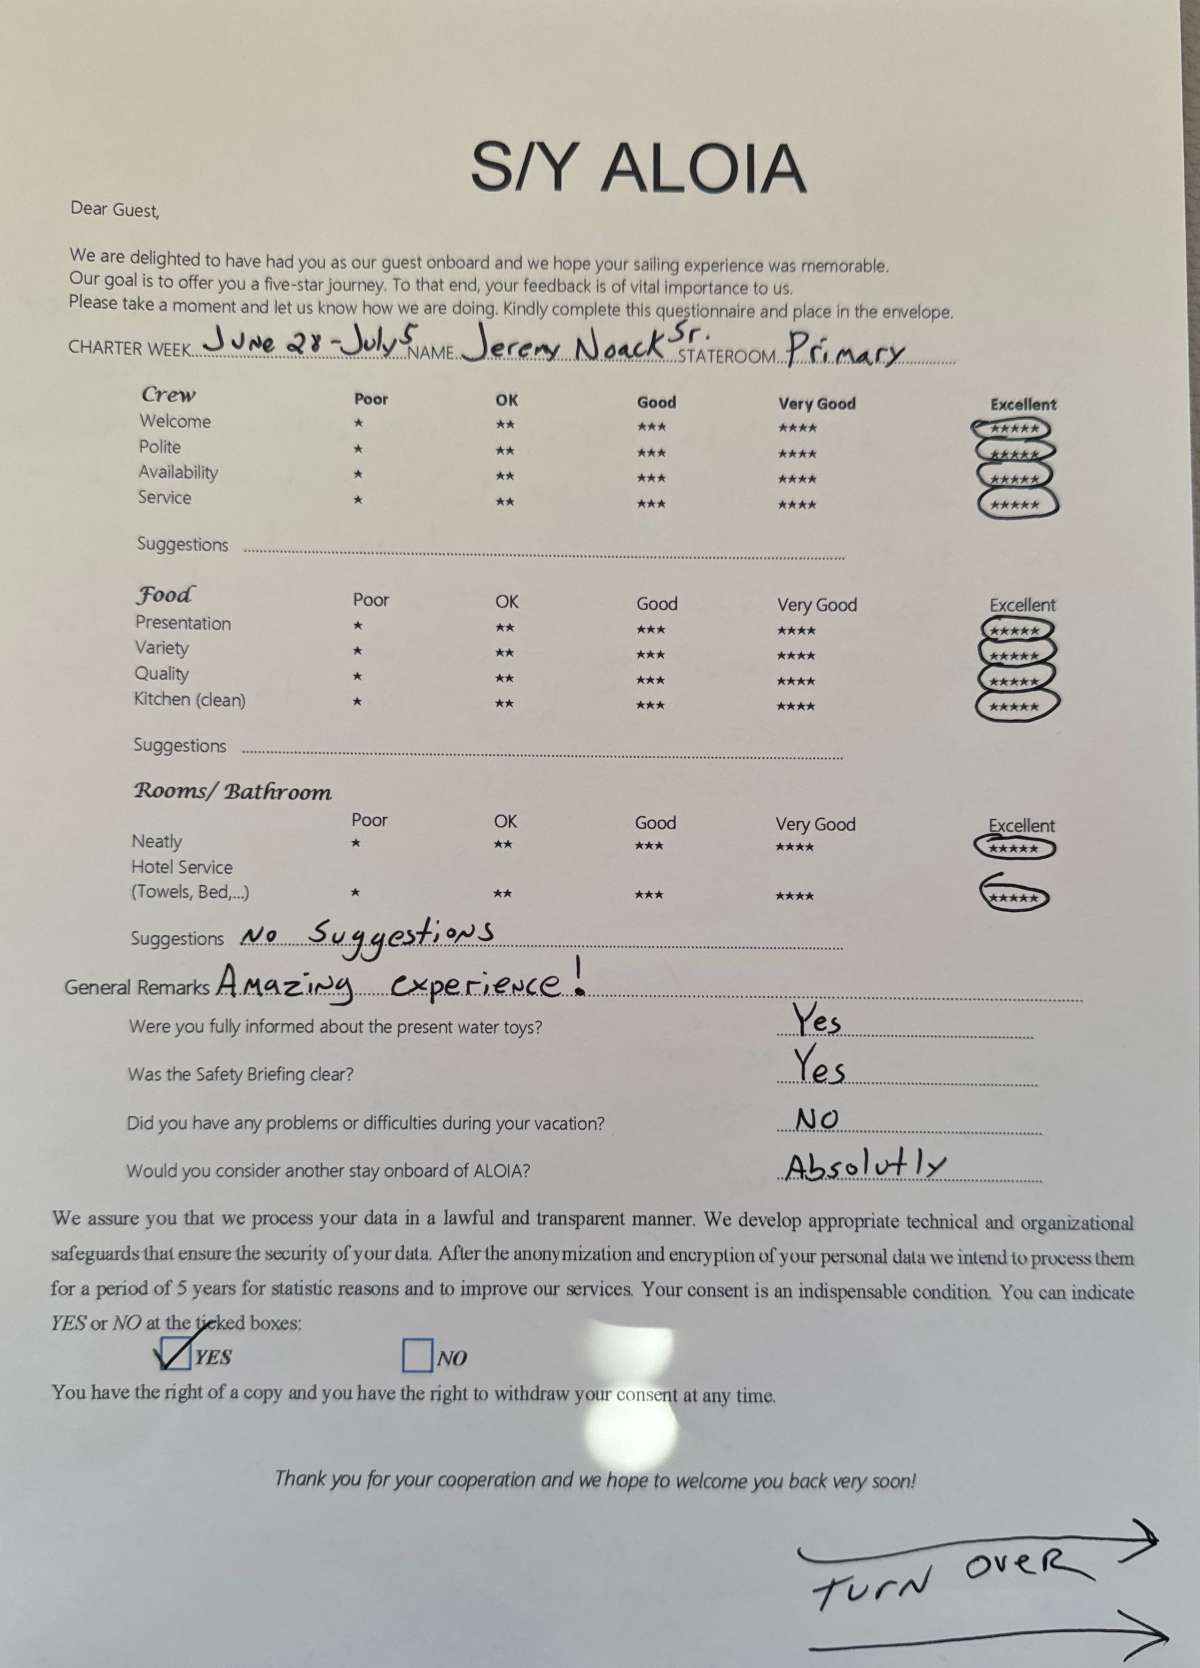 S/Y ALOIA
Dear Guest,
We are delighted to have had you as our guest onboard and we hope your sailing experience was memorable.
Our goal is to offer you a five-star journey. To that end, your feedback is of vital importance to us.
Please take a moment and let us know how we are doing. Kindly complete this questionnaire and place in the envelope.
CHARTER WEEK June 28-July 5 NAME Jeremy Noack Sr. STATEROOM Primary
Crew Poor OK Good Very Good Excellent
Welcome ★ ★★ ★★★ ★★★★ ★★★★★
Polite ★ ★★ ★★★ ★★★★ ★★★★★
Availability ★ ★★ ★★★ ★★★★ ★★★★★
Service ★ ★★ ★★★ ★★★★ ★★★★★
Suggestions
Food Poor OK Good Very Good Excellent
Presentation ★ ★★ ★★★ ★★★★ ★★★★★
Variety ★ ★★ ★★★ ★★★★ ★★★★★
Quality ★ ★★ ★★★ ★★★★ ★★★★★
Kitchen (clean) ★ ★★ ★★★ ★★★★ ★★★★★
Suggestions
Rooms/ Bathroom
Poor OK Good Very Good Excellent
Neatly ★ ★★ ★★★ ★★★★ ★★★★★
Hotel Service
(Towels, Bed,...) ★ ★★ ★★★ ★★★★ ★★★★★
Suggestions No Suggestions
General Remarks Amazing experience!
Were you fully informed about the present water toys? Yes
Was the Safety Briefing clear? Yes
Did you have any problems or difficulties during your vacation? NO
Would you consider another stay onboard of ALOIA? Absolutly
We assure you that we process your data in a lawful and transparent manner. We develop appropriate technical and organizational
safeguards that ensure the security of your data. After the anonymization and encryption of your personal data we intend to process them
for a period of 5 years for statistic reasons and to improve our services. Your consent is an indispensable condition. You can indicate
YES or NO at the ticked boxes:
YES NO
You have the right of a copy and you have the right to withdraw your consent at any time.
Thank you for your cooperation and we hope to welcome you back very soon!
TURN OVER